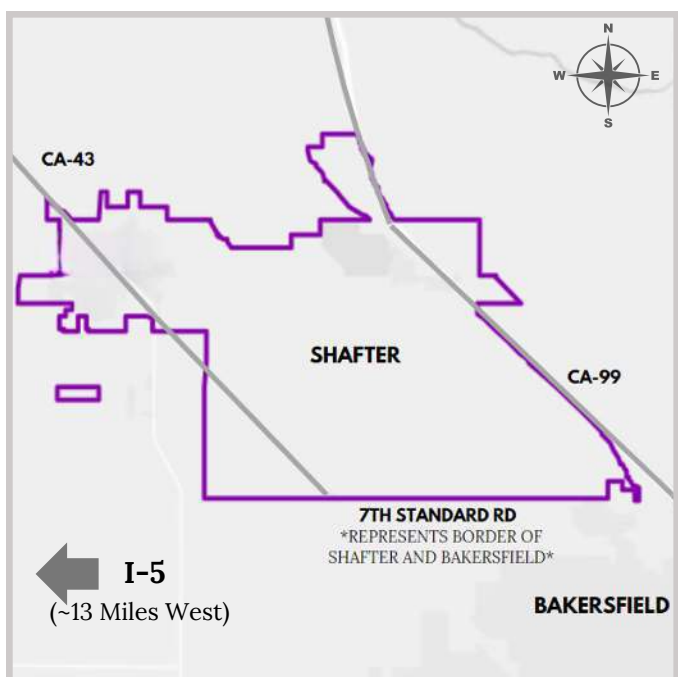 N
W E
S
CA-43
SHAFTER
CA-99
7TH STANDARD RD
*REPRESENTS BORDER OF
SHAFTER AND BAKERSFIELD*
I-5
(~13 Miles West)
BAKERSFIELD